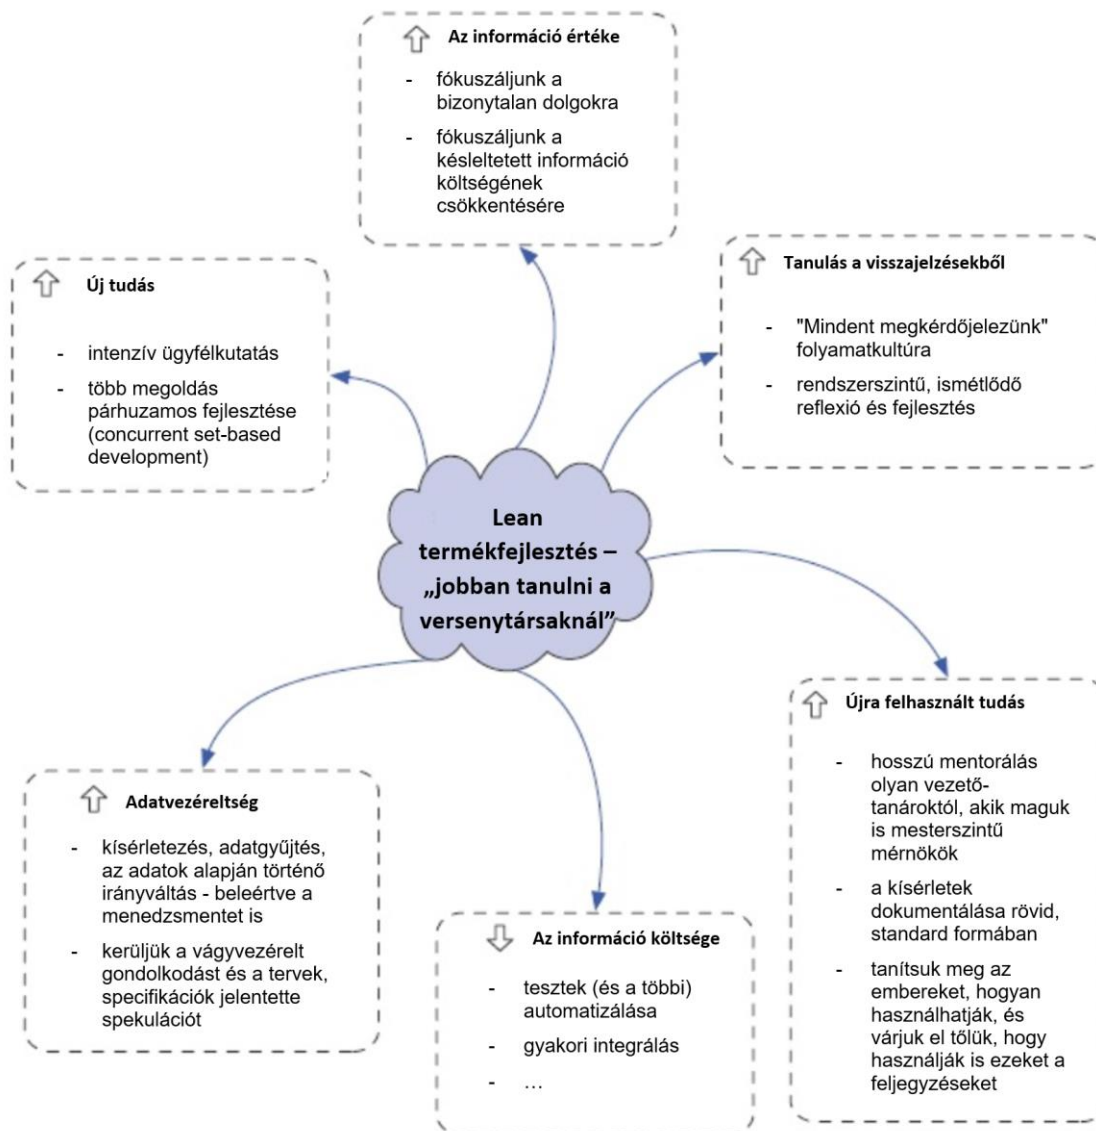 Az információ értéke
- fókuszáljunk a
bizonytalan dolgokra
- fókuszáljunk a
késleltetett információ
költségének
csökkentésére
Új tudás
- intenzív ügyfélkutatás
- több megoldás
párhuzamos fejlesztése
(concurrent set-based
development)
Tanulás a visszajelzésekből
- "Mindent megkérdőjelezünk"
folyamatkultúra
- rendszerszintű, ismétlődő
reflexió és fejlesztés
Lean
termékfejlesztés –
„jobban tanulni a
versenytársaknál”
Adatvezéreltség
- kísérletezés, adatgyűjtés,
az adatok alapján történő
irányváltás - beleértve a
menedzsmentet is
- kerüljük a vágyvezérelt
gondolkodást és a tervek,
specifikációk jelentette
spekulációt
Az információ költsége
- tesztek (és a többi)
automatizálása
- gyakori integrálás
- …
Újra felhasznált tudás
- hosszú mentorálás
olyan vezető-
tanároktól, akik maguk
is mesterszintű
mérnökök
- a kísérletek
dokumentálása rövid,
standard formában
- tanítsuk meg az
embereket, hogyan
használhatják, és
várjuk el tőlük, hogy
használják is ezeket a
feljegyzéseket